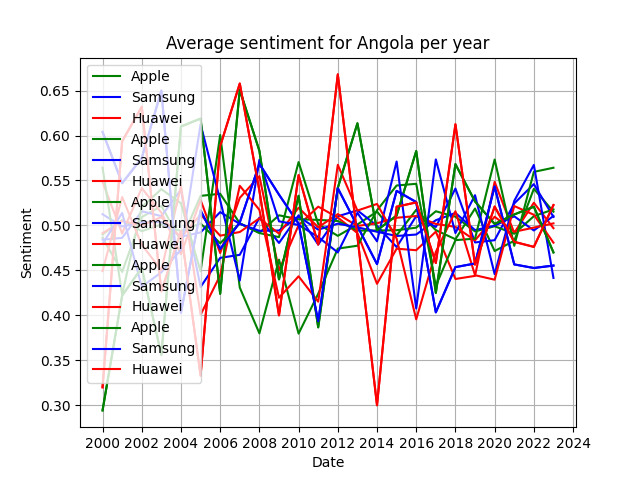 Average sentiment for Angola per year
Sentiment
0.65
0.60
0.55
0.50
0.45
0.40
0.35
0.30
Apple
Samsung
Huawei
Apple
Samsung
Huawei
Apple
Samsung
Huawei
Apple
Samsung
Huawei
Apple
Samsung
Huawei
2000 2002 2004 2006 2008 2010 2012 2014 2016 2018 2020 2022 2024
Date